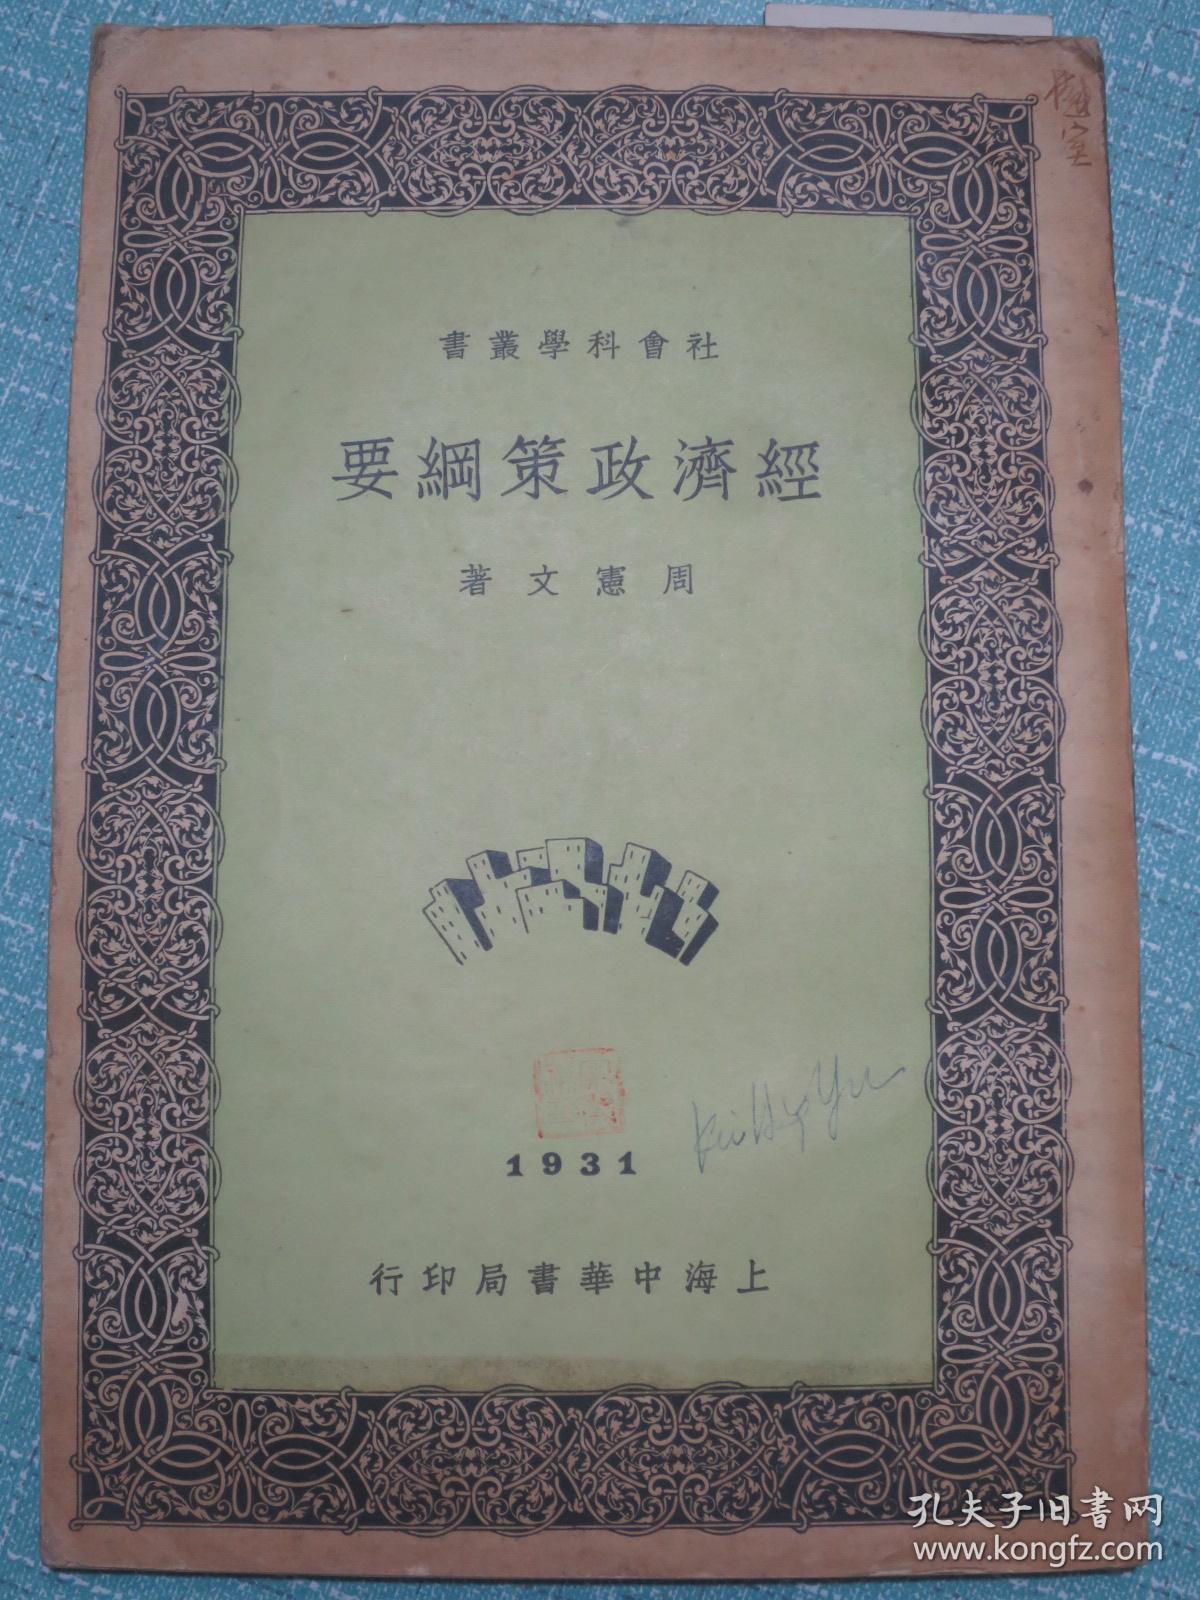 社會科學叢書
經濟政策綱要
周憲文著
1931
上海中華書局印行
孔夫子旧書网
www.kongfz.com